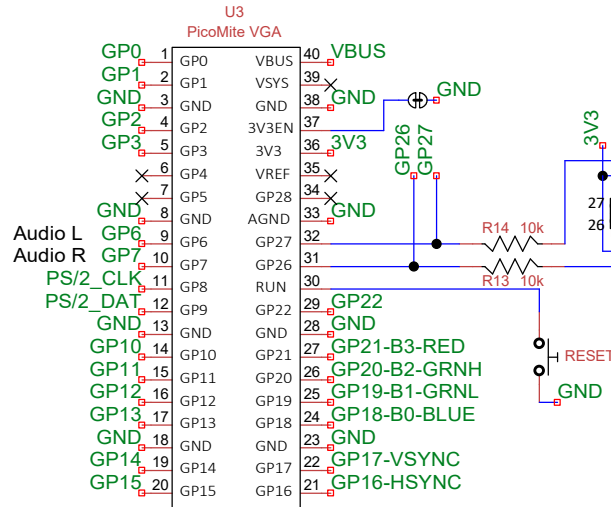 U3
PicoMite VGA
GP0 1 GP0 VBUS 40 VBUS
GP1 2 GP1 VSYS 39
GND 3 GND GND 38 GND
GP2 4 GP2 3V3EN 37
GP3 5 GP3 3V3 36 3V3
6 GP4 VREF 35
7 GP5 GP28 34
GND 8 GND AGND 33 GND
Audio L GP6 9 GP6 GP27 32
Audio R GP7 10 GP7 GP26 31
PS/2_CLK 11 GP8 RUN 30
PS/2_DAT 12 GP9 GP22 29 GP22
GND 13 GND GND 28 GND
GP10 14 GP10 GP21 27 GP21-B3-RED
GP11 15 GP11 GP20 26 GP20-B2-GRNH
GP12 16 GP12 GP19 25 GP19-B1-GRNL
GP13 17 GP13 GP18 24 GP18-B0-BLUE
GND 18 GND GND 23 GND
GP14 19 GP14 GP17 22 GP17-VSYNC
GP15 20 GP15 GP16 21 GP16-HSYNC
GND
GP26
GP27
3V3
27
26
R14 10k
R13 10k
RESET
GND